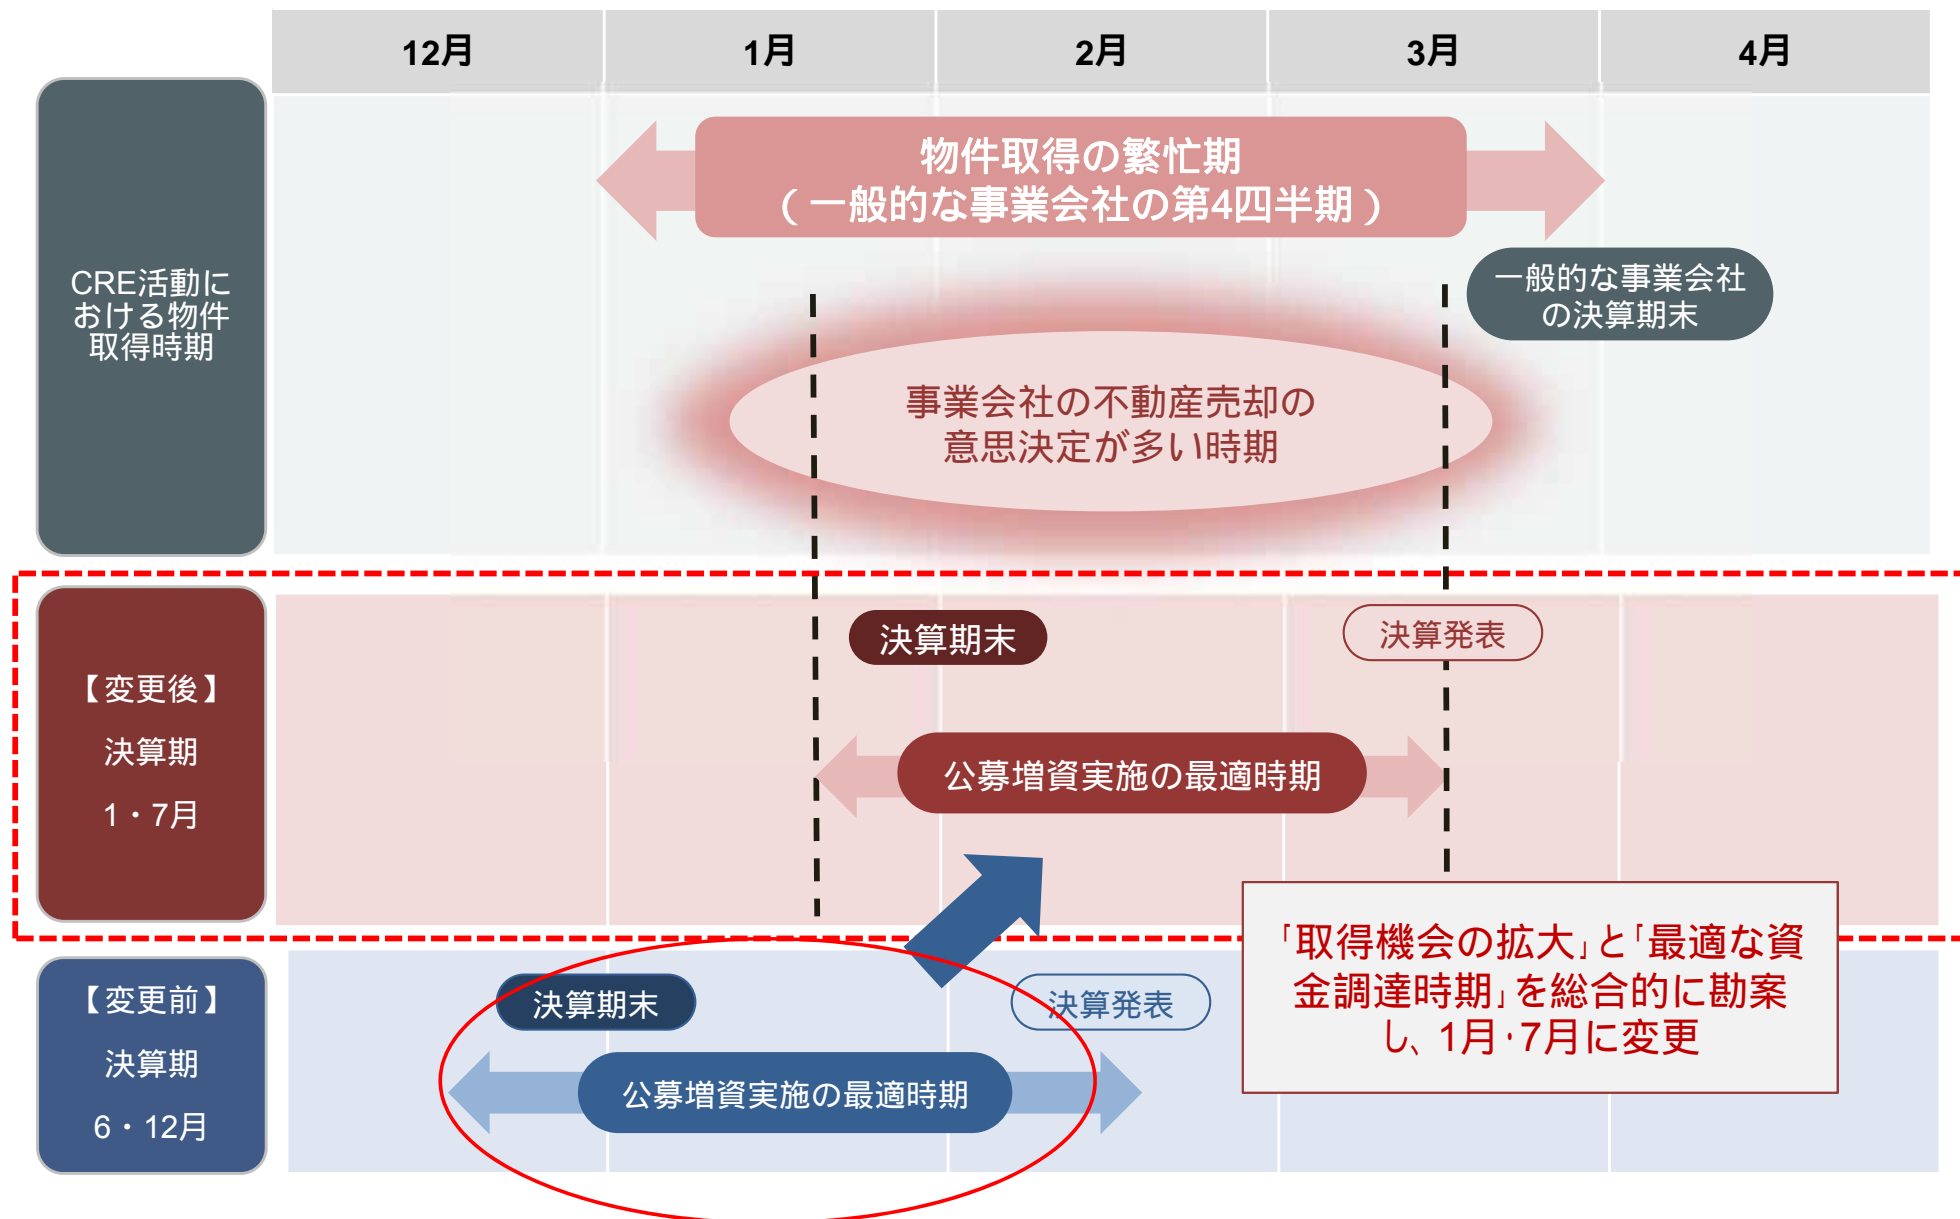 12月
1月
2月
3月
4月
CRE活動に
おける物件
取得時期
物件取得の繁忙期
（一般的な事業会社の第4四半期）
一般的な事業会社
の決算期末
事業会社の不動産売却の
意思決定が多い時期
【変更後】
決算期
1・7月
決算期末
決算発表
公募増資実施の最適時期
【変更前】
決算期
6・12月
決算期末
決算発表
公募増資実施の最適時期
｢取得機会の拡大｣と｢最適な資
金調達時期｣を総合的に勘案
し、1月･7月に変更